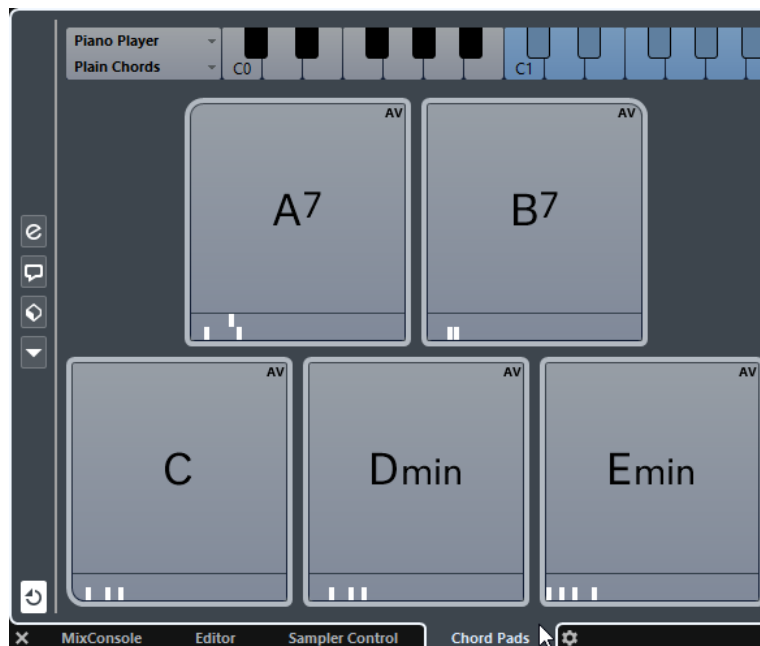 Piano Player
Plain Chords
C0
C1
AV
A7
AV
B7
AV
C
AV
Dmin
AV
Emin
MixConsole Editor Sampler Control Chord Pads